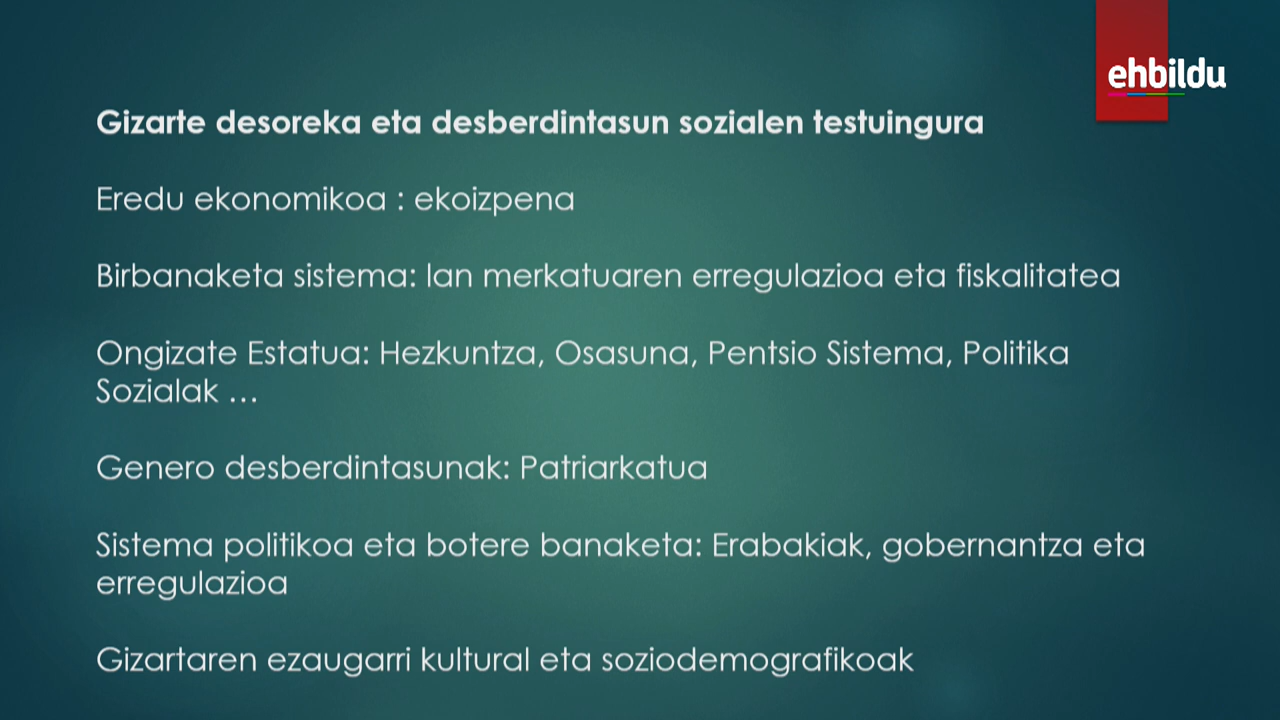 ehbildu
Gizarte desoreka eta desberdintasun sozialen testuingura
Eredu ekonomikoa : ekoizpena
Birbanaketa sistema: lan merkatuaren erregulazioa eta fiskalitatea
Ongizate Estatua: Hezkuntza, Osasuna, Pentsio Sistema, Politika
Sozialak …
Genero desberdintasunak: Patriarkatua
Sistema politikoa eta botere banaketa: Erabakiak, gobernantza eta
erregulazioa
Gizartaren ezaugarri kultural eta soziodemografikoak